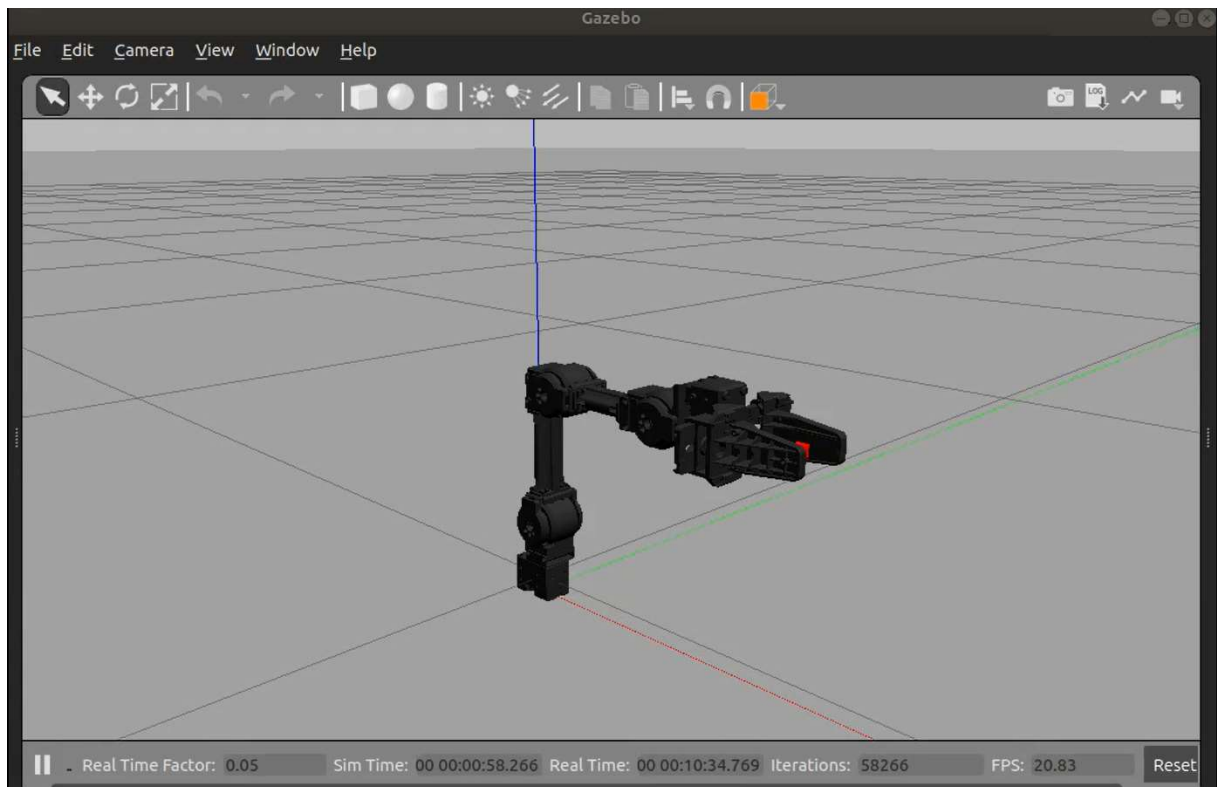 Gazebo
File Edit Camera View Window Help
LOG
Real Time Factor: 0.05 Sim Time: 00 00:00:58.266 Real Time: 00 00:10:34.769 Iterations: 58266 FPS: 20.83 Reset